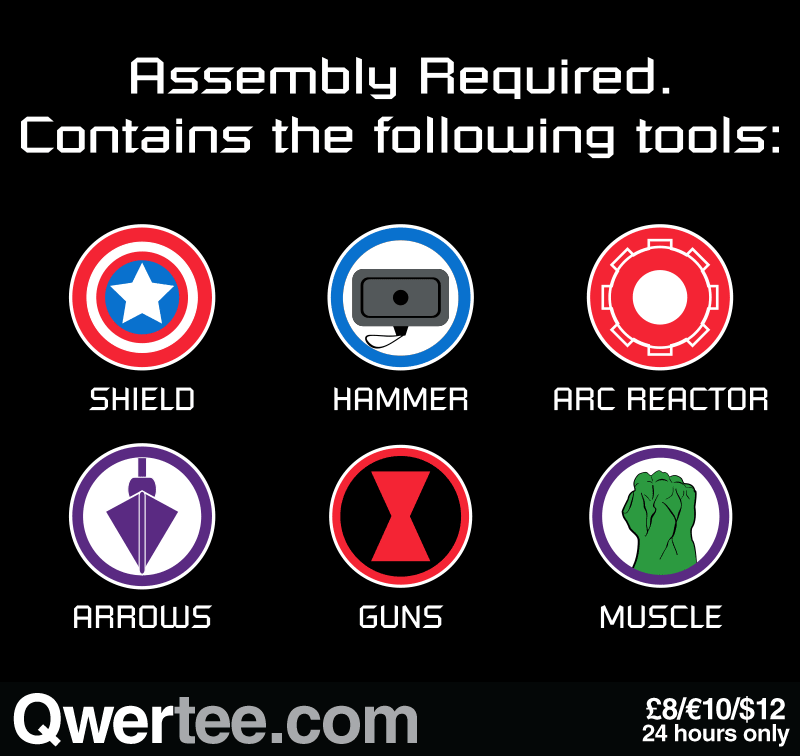 Assembly Required.
Contains the following tools:
SHIELD
HAMMER
ARC REACTOR
ARROWS
GUNS
MUSCLE
Qwertee.com
£8/€10/$12
24 hours only